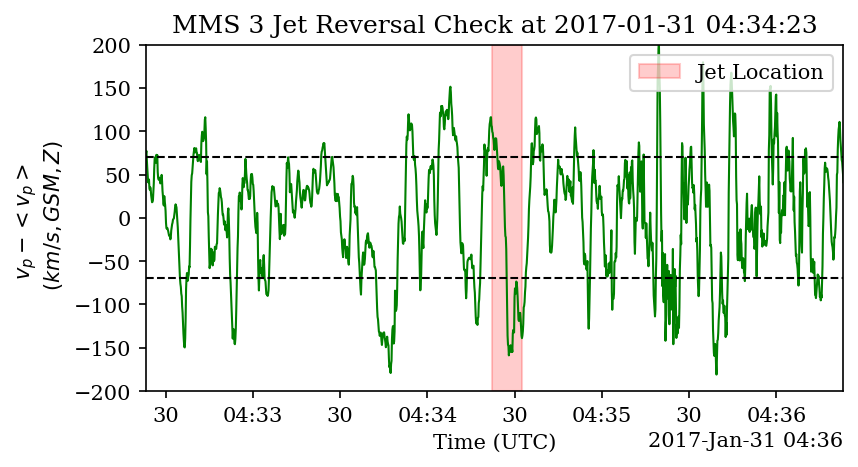 MMS 3 Jet Reversal Check at 2017-01-31 04:34:23
200
150
100
50
0
−50
−100
−150
−200
v_p − < v_p >
(km/s, GSM, Z)
Jet Location
30 04:33 30 04:34 30 04:35 30 04:36
Time (UTC) 2017-Jan-31 04:36